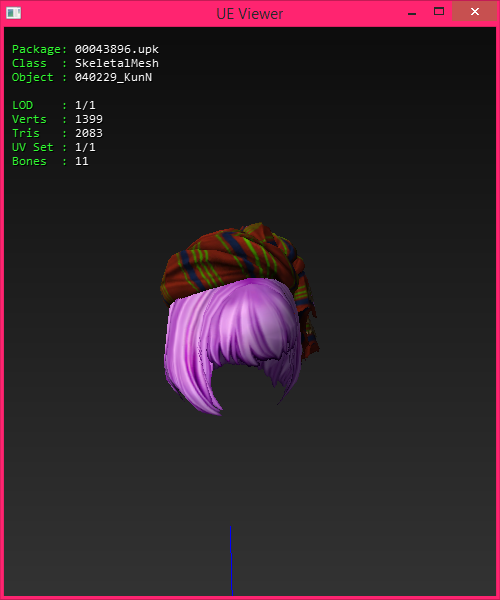 UE Viewer
Package: 00043896.upk
Class : SkeletalMesh
Object : 040229_KunN
LOD : 1/1
Verts : 1399
Tris : 2083
UV Set : 1/1
Bones : 11